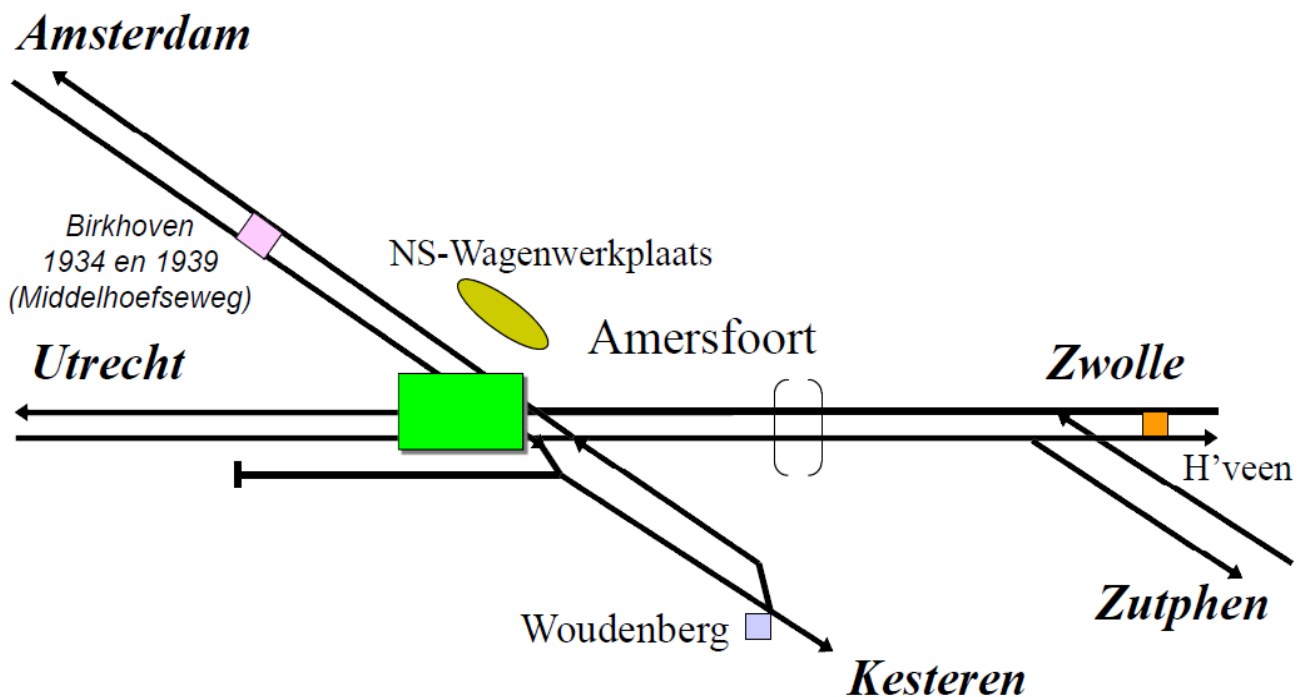 Amsterdam
Birkhoven
1934 en 1939
(Middelhoefseweg)
NS-Wagenwerkplaats
Amersfoort
Utrecht
Zwolle
H'veen
Zutphen
Woudenberg
Kesteren